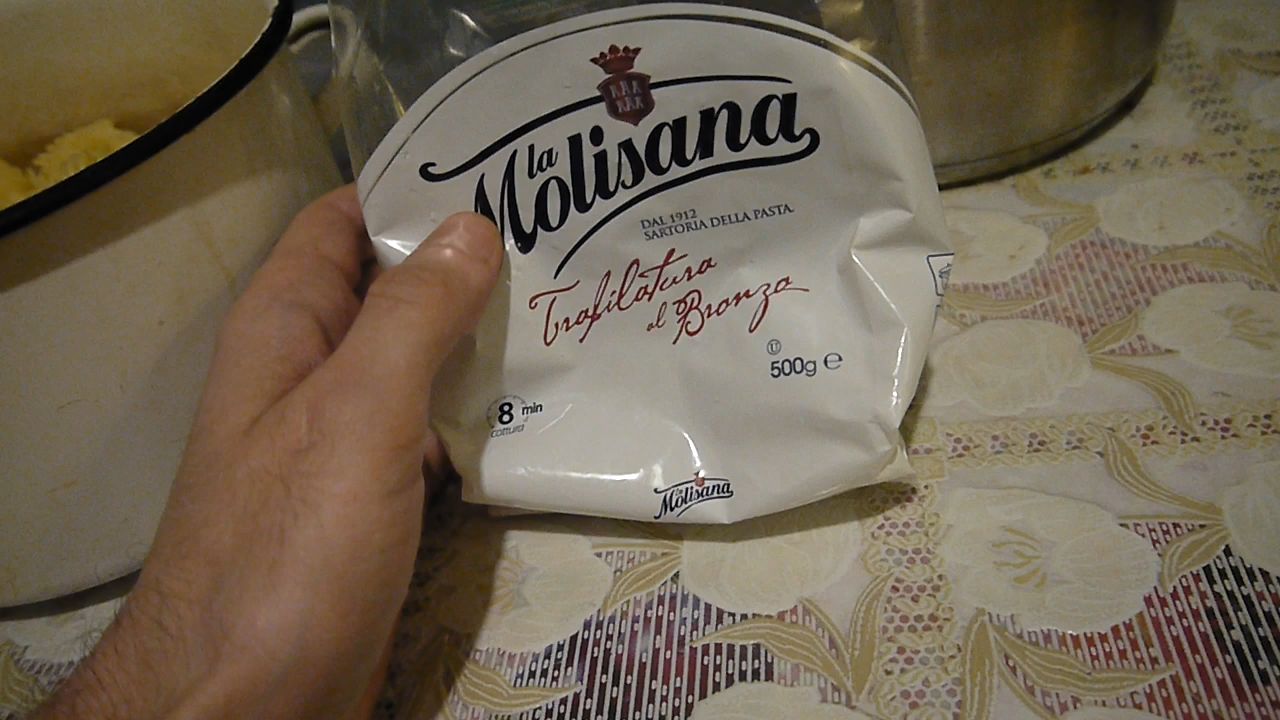 la
Molisana
DAL 1912
SARTORIA DELLA PASTA
Trafilatura
al Bronzo
U
500g e
8 min
cottura
la
Molisana